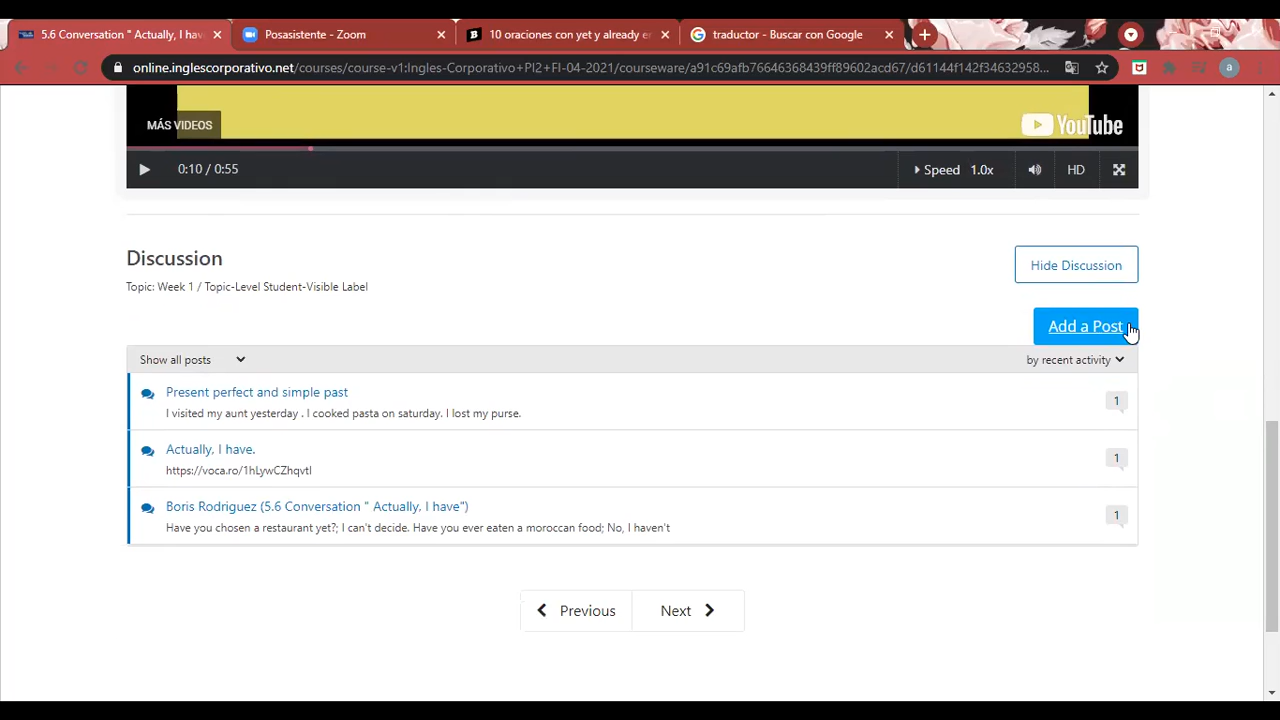 5.6 Conversation " Actually, I hav
Posasistente - Zoom
10 oraciones con yet y already er
traductor - Buscar con Google
online.inglescorporativo.net/courses/course-v1:Ingles-Corporativo+PI2+FI-04-2021/courseware/a91c69afb76646368439ff89602acd67/d61144f142f34632958...
a
MÁS VIDEOS
YouTube
0:10 / 0:55
Speed 1.0x
HD
Discussion
Hide Discussion
Topic: Week 1 / Topic-Level Student-Visible Label
Add a Post
Show all posts
by recent activity
Present perfect and simple past
1
I visited my aunt yesterday . I cooked pasta on saturday. I lost my purse.
Actually, I have.
1
https://voca.ro/1hLywCZhqvtI
Boris Rodriguez (5.6 Conversation " Actually, I have")
1
Have you chosen a restaurant yet?; I can't decide. Have you ever eaten a moroccan food; No, I haven't
Previous
Next